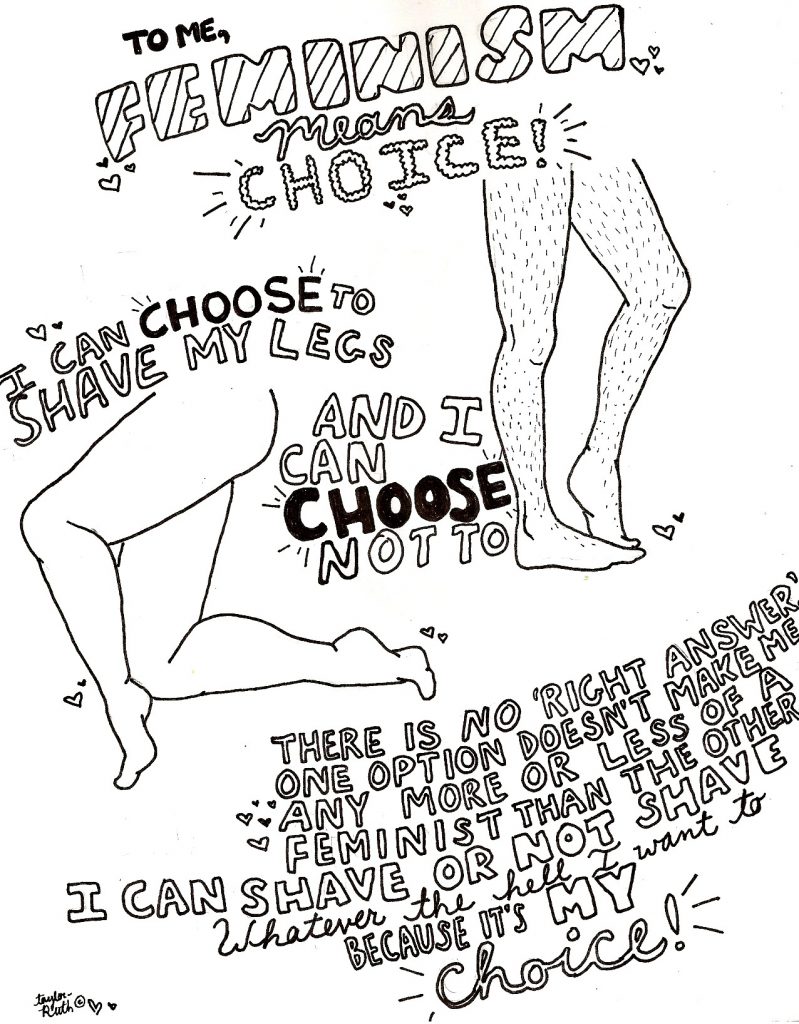 TO ME,
FEMINISM
means
CHOICE!
I CAN CHOOSE TO
SHAVE MY LEGS
AND I
CAN
CHOOSE
NOT TO
THERE IS NO 'RIGHT ANSWER'
ONE OPTION DOESN'T MAKE ME
ANY MORE OR LESS OF A
FEMINIST THAN THE OTHER
I CAN SHAVE OR NOT SHAVE
Whatever the hell I want to
BECAUSE IT'S MY
choice!
taylor-
Ruth ©